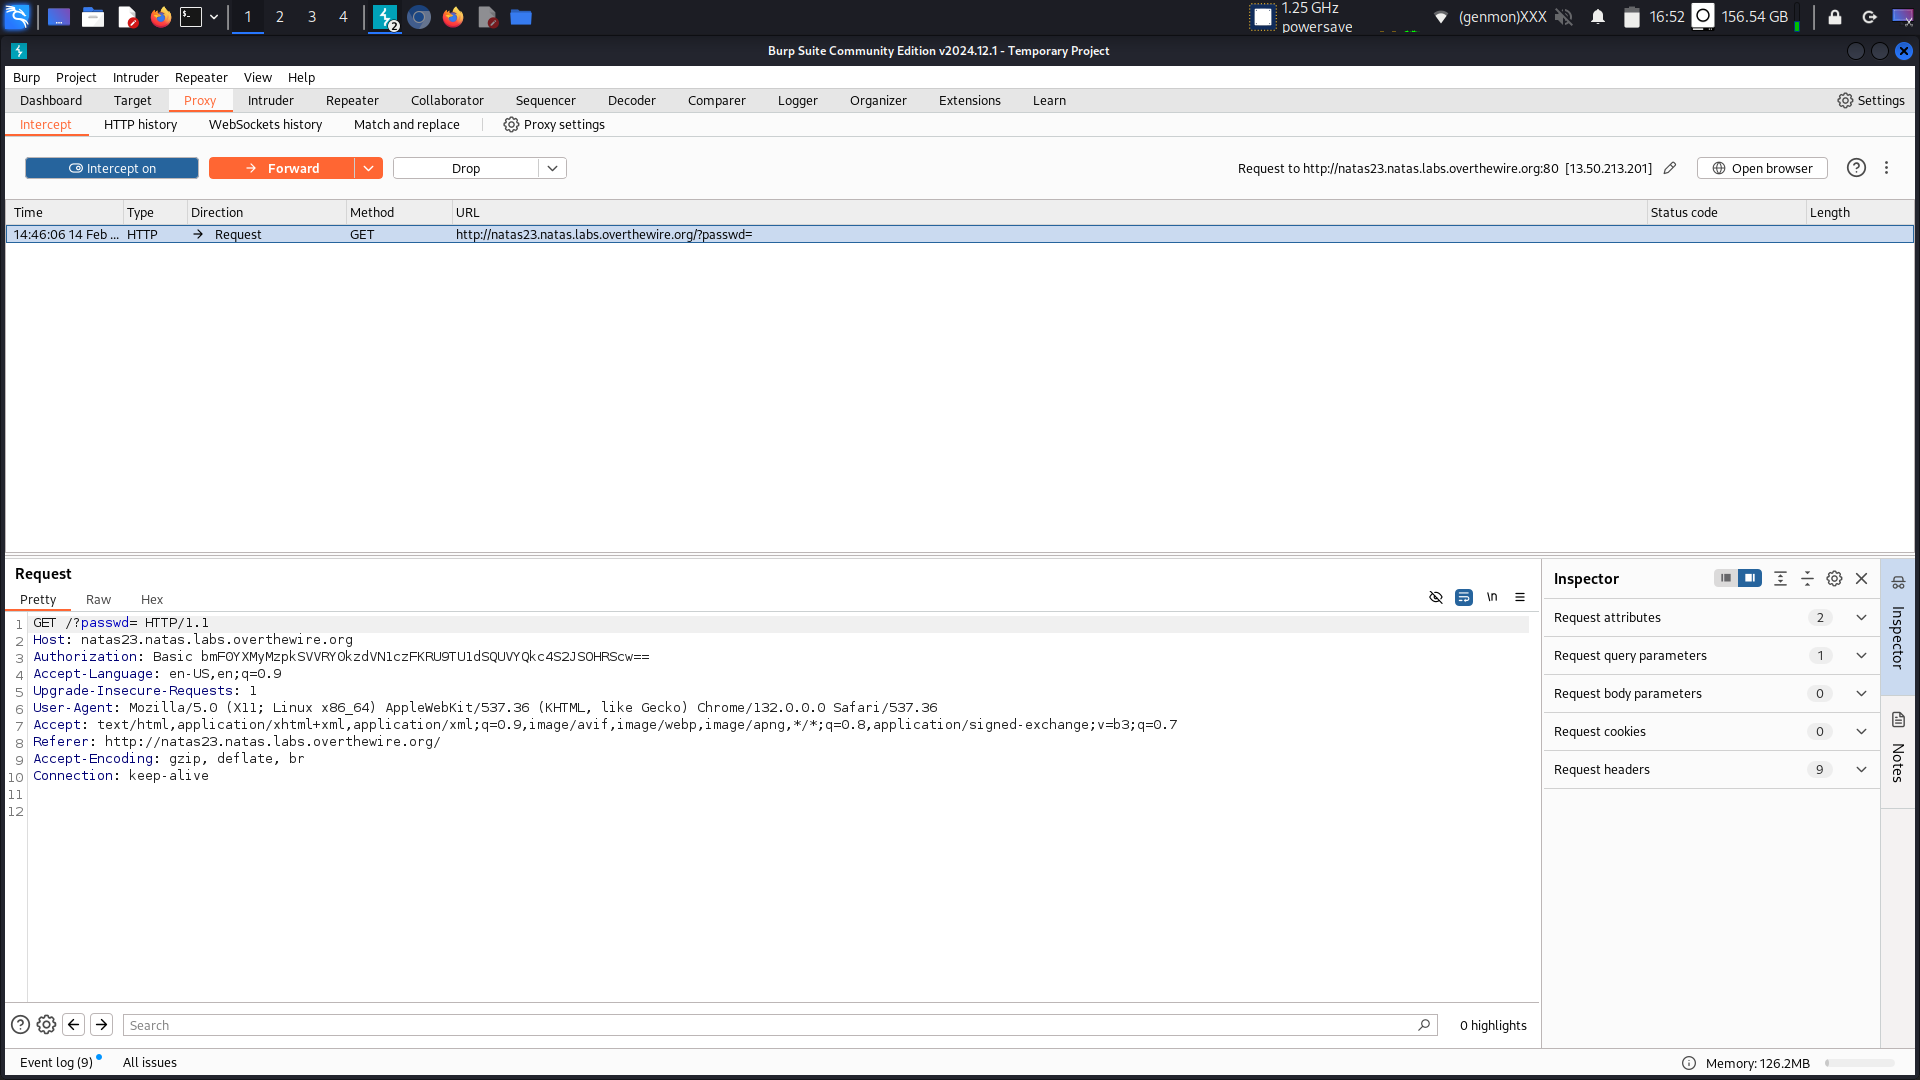 1 2 3 4 2 1.25 GHz powersave (genmon)XXX 16:52 156.54 GB
Burp Suite Community Edition v2024.12.1 - Temporary Project
Burp Project Intruder Repeater View Help
Dashboard Target Proxy Intruder Repeater Collaborator Sequencer Decoder Comparer Logger Organizer Extensions Learn Settings
Intercept HTTP history WebSockets history Match and replace Proxy settings
Intercept on Forward Drop Request to http://natas23.natas.labs.overthewire.org:80 [13.50.213.201] Open browser
Time Type Direction Method URL Status code Length
14:46:06 14 Feb ... HTTP Request GET http://natas23.natas.labs.overthewire.org/?passwd=
Request
Pretty Raw Hex \n
1 GET /?passwd= HTTP/1.1
2 Host: natas23.natas.labs.overthewire.org
3 Authorization: Basic
4 Accept-Language: en-US,en;q=0.9
5 Upgrade-Insecure-Requests: 1
6 User-Agent: Mozilla/5.0 (X11; Linux x86_64) AppleWebKit/537.36 (KHTML, like Gecko) Chrome/132.0.0.0 Safari/537.36
7 Accept: text/html,application/xhtml+xml,application/xml;q=0.9,image/avif,image/webp,image/apng,*/*;q=0.8,application/signed-exchange;v=b3;q=0.7
8 Referer: http://natas23.natas.labs.overthewire.org/
9 Accept-Encoding: gzip, deflate, br
10 Connection: keep-alive
11
12
Inspector
Request attributes 2
Request query parameters 1
Request body parameters 0
Request cookies 0
Request headers 9
Inspector
Notes
Search 0 highlights
Event log (9) All issues Memory: 126.2MB